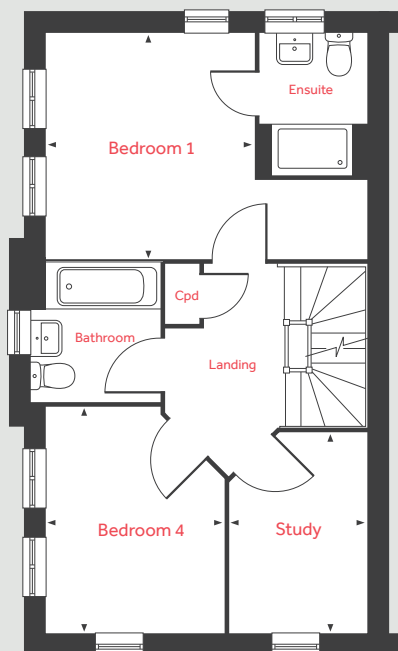 Ensuite
Bedroom 1
Cpd
Bathroom
Landing
Bedroom 4
Study